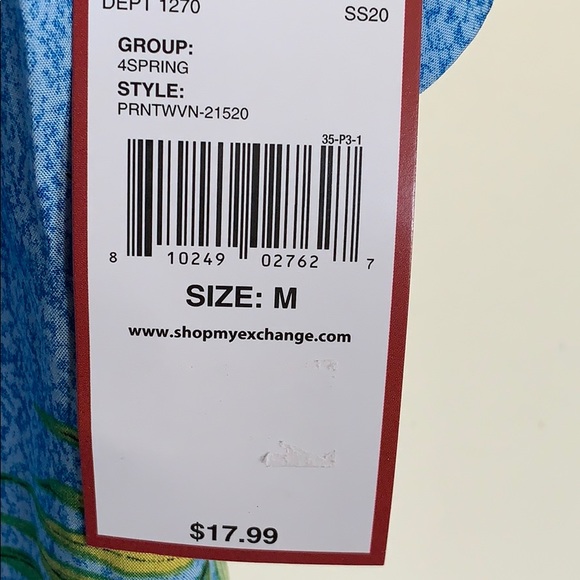 DEPT 1270 SS20
GROUP:
4SPRING
STYLE:
PRNTWVN-21520
35-P3-1
8 10249 02762 7
SIZE: M
www.shopmyexchange.com
$17.99